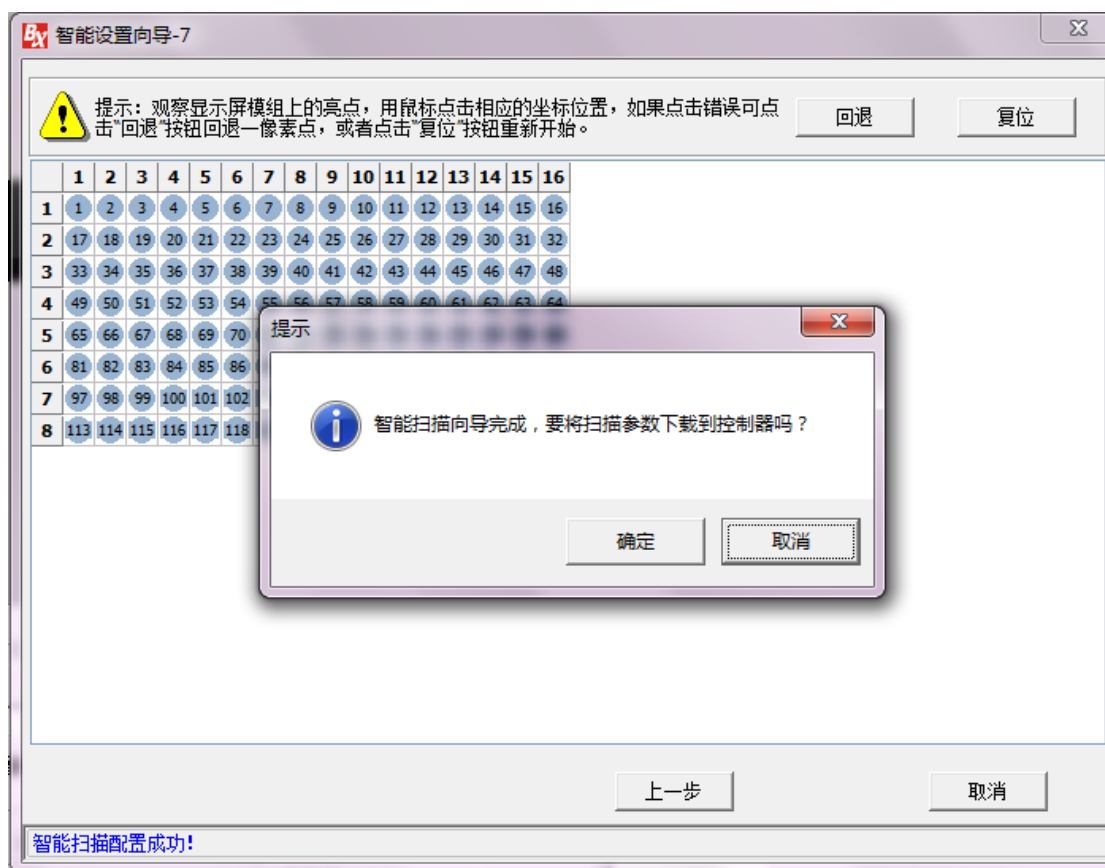 BX 智能设置向导-7
提示：观察显示屏模组上的亮点，用鼠标点击相应的坐标位置，如果点击错误可点
击"回退"按钮回退一像素点，或者点击"复位"按钮重新开始。
回退
复位
1 2 3 4 5 6 7 8 9 10 11 12 13 14 15 16
1 1 2 3 4 5 6 7 8 9 10 11 12 13 14 15 16
2 17 18 19 20 21 22 23 24 25 26 27 28 29 30 31 32
3 33 34 35 36 37 38 39 40 41 42 43 44 45 46 47 48
4 49 50 51 52 53 54 55 56 57 58 59 60 61 62 63 64
5 65 66 67 68 69 70
6 81 82 83 84 85 86
7 97 98 99 100 101 102
8 113 114 115 116 117 118
提示
智能扫描向导完成，要将扫描参数下载到控制器吗？
确定
取消
上一步
取消
智能扫描配置成功!